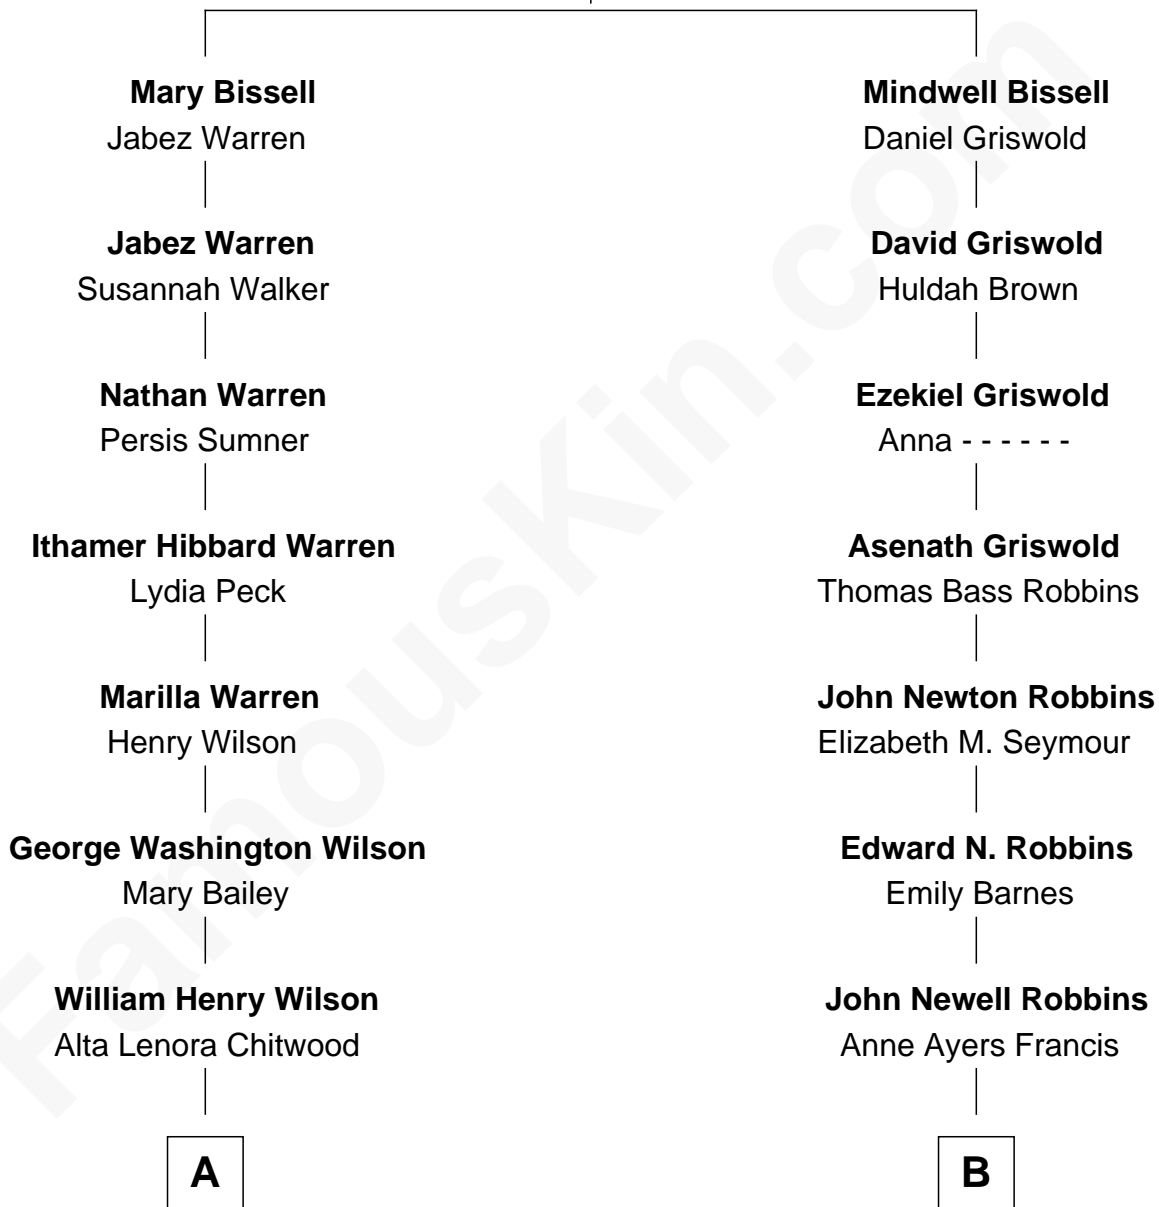 Mary Bissell
Jabez Warren
Jabez Warren
Susannah Walker
Nathan Warren
Persis Sumner
Ithamer Hibbard Warren
Lydia Peck
Marilla Warren
Henry Wilson
George Washington Wilson
Mary Bailey
William Henry Wilson
Alta Lenora Chitwood
A
Mindwell Bissell
Daniel Griswold
David Griswold
Huldah Brown
Ezekiel Griswold
Anna - - - - - -
Asenath Griswold
Thomas Bass Robbins
John Newton Robbins
Elizabeth M. Seymour
Edward N. Robbins
Emily Barnes
John Newell Robbins
Anne Ayers Francis
B
FamousKin.com